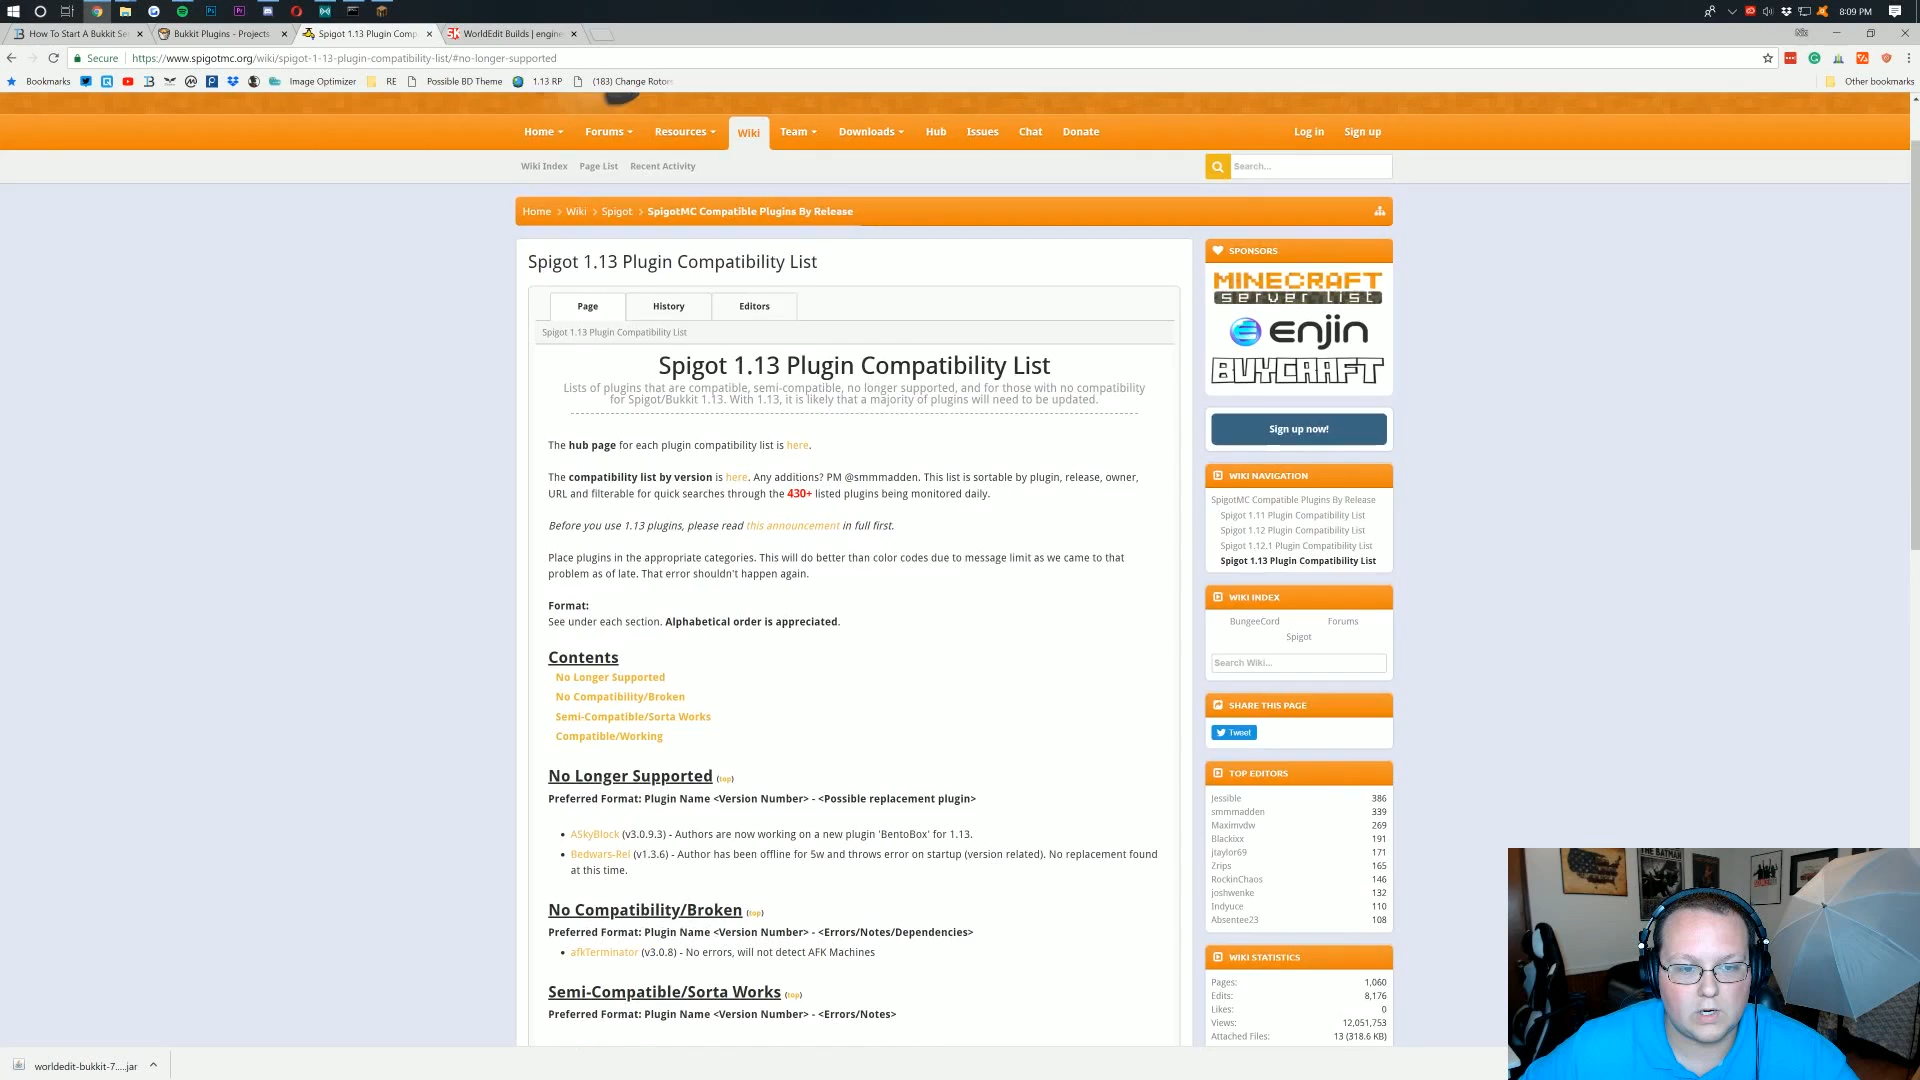 8:09 PM
How To Start A Bukkit Se
Bukkit Plugins - Projects
Spigot 1.13 Plugin Comp
WorldEdit Builds | engine
Secure
https://www.spigotmc.org/wiki/spigot-1-13-plugin-compatibility-list/#no-longer-supported
Bookmarks
Image Optimizer
RE
Possible BD Theme
1.13 RP
(183) Change Rotor
Other bookmarks
Home
Forums
Resources
Wiki
Team
Downloads
Hub
Issues
Chat
Donate
Log in
Sign up
Wiki Index
Page List
Recent Activity
Search...
Home > Wiki > Spigot > SpigotMC Compatible Plugins By Release
Spigot 1.13 Plugin Compatibility List
Page
History
Editors
Spigot 1.13 Plugin Compatibility List
Spigot 1.13 Plugin Compatibility List
Lists of plugins that are compatible, semi-compatible, no longer supported, and for those with no compatibility
for Spigot/Bukkit 1.13. With 1.13, it is likely that a majority of plugins will need to be updated.
The hub page for each plugin compatibility list is here.
The compatibility list by version is here. Any additions? PM @smmmadden. This list is sortable by plugin, release, owner,
URL and filterable for quick searches through the 430+ listed plugins being monitored daily.
Before you use 1.13 plugins, please read this announcement in full first.
Place plugins in the appropriate categories. This will do better than color codes due to message limit as we came to that
problem as of late. That error shouldn't happen again.
Format:
See under each section. Alphabetical order is appreciated.
Contents
No Longer Supported
No Compatibility/Broken
Semi-Compatible/Sorta Works
Compatible/Working
No Longer Supported (top)
Preferred Format: Plugin Name <Version Number> - <Possible replacement plugin>
• ASkyBlock (v3.0.9.3) - Authors are now working on a new plugin 'BentoBox' for 1.13.
• Bedwars-Rel (v1.3.6) - Author has been offline for 5w and throws error on startup (version related). No replacement found
at this time.
No Compatibility/Broken (top)
Preferred Format: Plugin Name <Version Number> - <Errors/Notes/Dependencies>
• afkTerminator (v3.0.8) - No errors, will not detect AFK Machines
Semi-Compatible/Sorta Works (top)
Preferred Format: Plugin Name <Version Number> - <Errors/Notes>
SPONSORS
MINECRAFT
server list
enjin
BUYCRAFT
Sign up now!
WIKI NAVIGATION
SpigotMC Compatible Plugins By Release
Spigot 1.11 Plugin Compatibility List
Spigot 1.12 Plugin Compatibility List
Spigot 1.12.1 Plugin Compatibility List
Spigot 1.13 Plugin Compatibility List
WIKI INDEX
BungeeCord
Forums
Spigot
Search Wiki...
SHARE THIS PAGE
Tweet
TOP EDITORS
Jessible 386
smmmadden 339
Maximvdw 269
Blackixx 191
jtaylor69 171
Zrips 165
RockinChaos 146
joshwenke 132
Indyuce 110
Absentee23 108
WIKI STATISTICS
Pages: 1,060
Edits: 8,176
Likes: 0
Views: 12,051,753
Attached Files: 13 (318.6 KB)
worldedit-bukkit-7.....jar